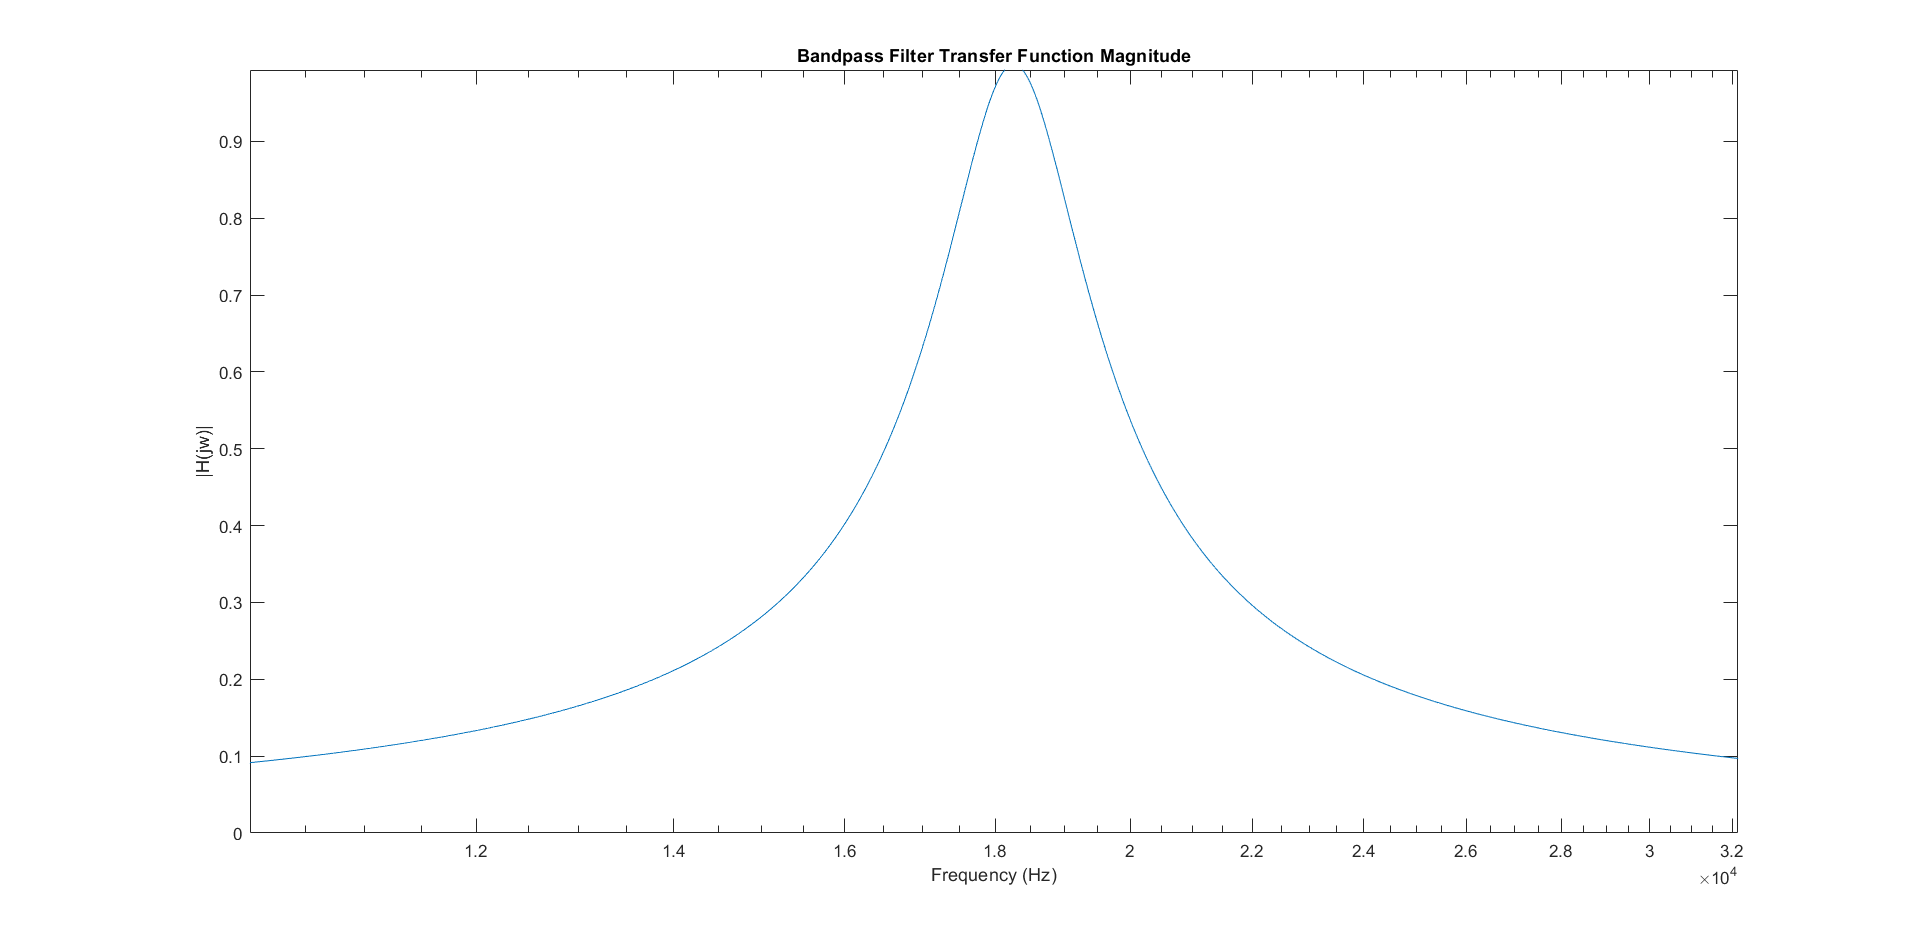 Bandpass Filter Transfer Function Magnitude
0.9
0.8
0.7
0.6
0.5
0.4
0.3
0.2
0.1
0
|H(jw)|
1.2 1.4 1.6 1.8 2 2.2 2.4 2.6 2.8 3 3.2
Frequency (Hz)
×10⁴